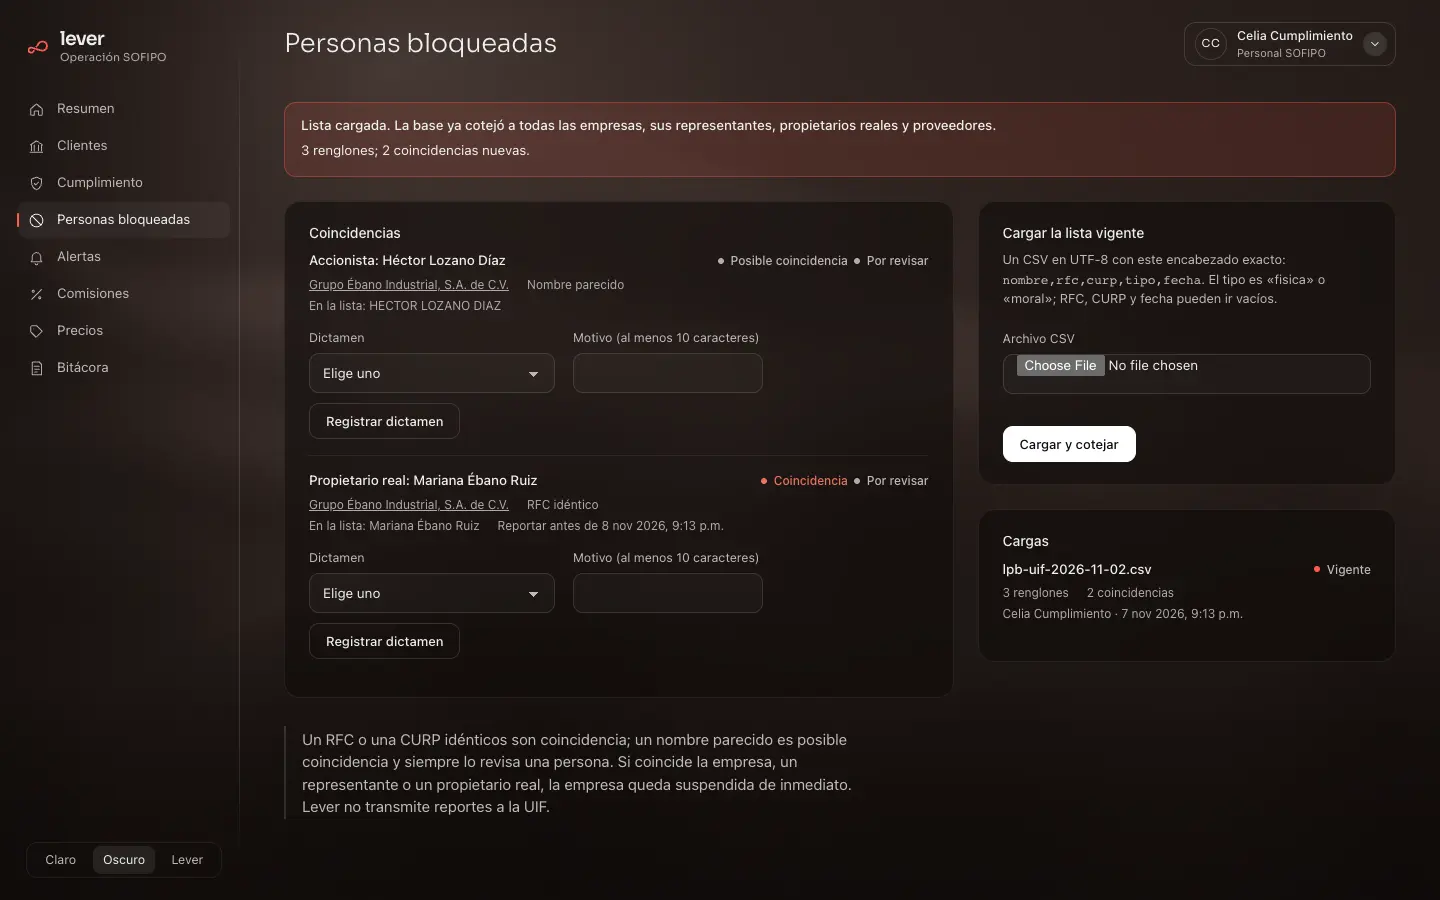 lever
Operación SOFIPO
Resumen
Clientes
Cumplimiento
Personas bloqueadas
Alertas
Comisiones
Precios
Bitácora
Claro
Oscuro
Lever
Personas bloqueadas
CC
Celia Cumplimiento
Personal SOFIPO
Lista cargada. La base ya cotejó a todas las empresas, sus representantes, propietarios reales y proveedores.
3 renglones; 2 coincidencias nuevas.
Coincidencias
Accionista: Héctor Lozano Díaz
Posible coincidencia
Por revisar
Grupo Ébano Industrial, S.A. de C.V.
Nombre parecido
En la lista: HECTOR LOZANO DIAZ
Dictamen
Motivo (al menos 10 caracteres)
Elige uno
Registrar dictamen
Propietario real: Mariana Ébano Ruiz
Coincidencia
Por revisar
Grupo Ébano Industrial, S.A. de C.V.
RFC idéntico
En la lista: Mariana Ébano Ruiz
Reportar antes de 8 nov 2026, 9:13 p.m.
Dictamen
Motivo (al menos 10 caracteres)
Elige uno
Registrar dictamen
Un RFC o una CURP idénticos son coincidencia; un nombre parecido es posible
coincidencia y siempre lo revisa una persona. Si coincide la empresa, un
representante o un propietario real, la empresa queda suspendida de inmediato.
Lever no transmite reportes a la UIF.
Cargar la lista vigente
Un CSV en UTF-8 con este encabezado exacto:
nombre,rfc,curp,tipo,fecha. El tipo es «fisica» o
«moral»; RFC, CURP y fecha pueden ir vacíos.
Archivo CSV
Choose File No file chosen
Cargar y cotejar
Cargas
lpb-uif-2026-11-02.csv
Vigente
3 renglones
2 coincidencias
Celia Cumplimiento · 7 nov 2026, 9:13 p.m.